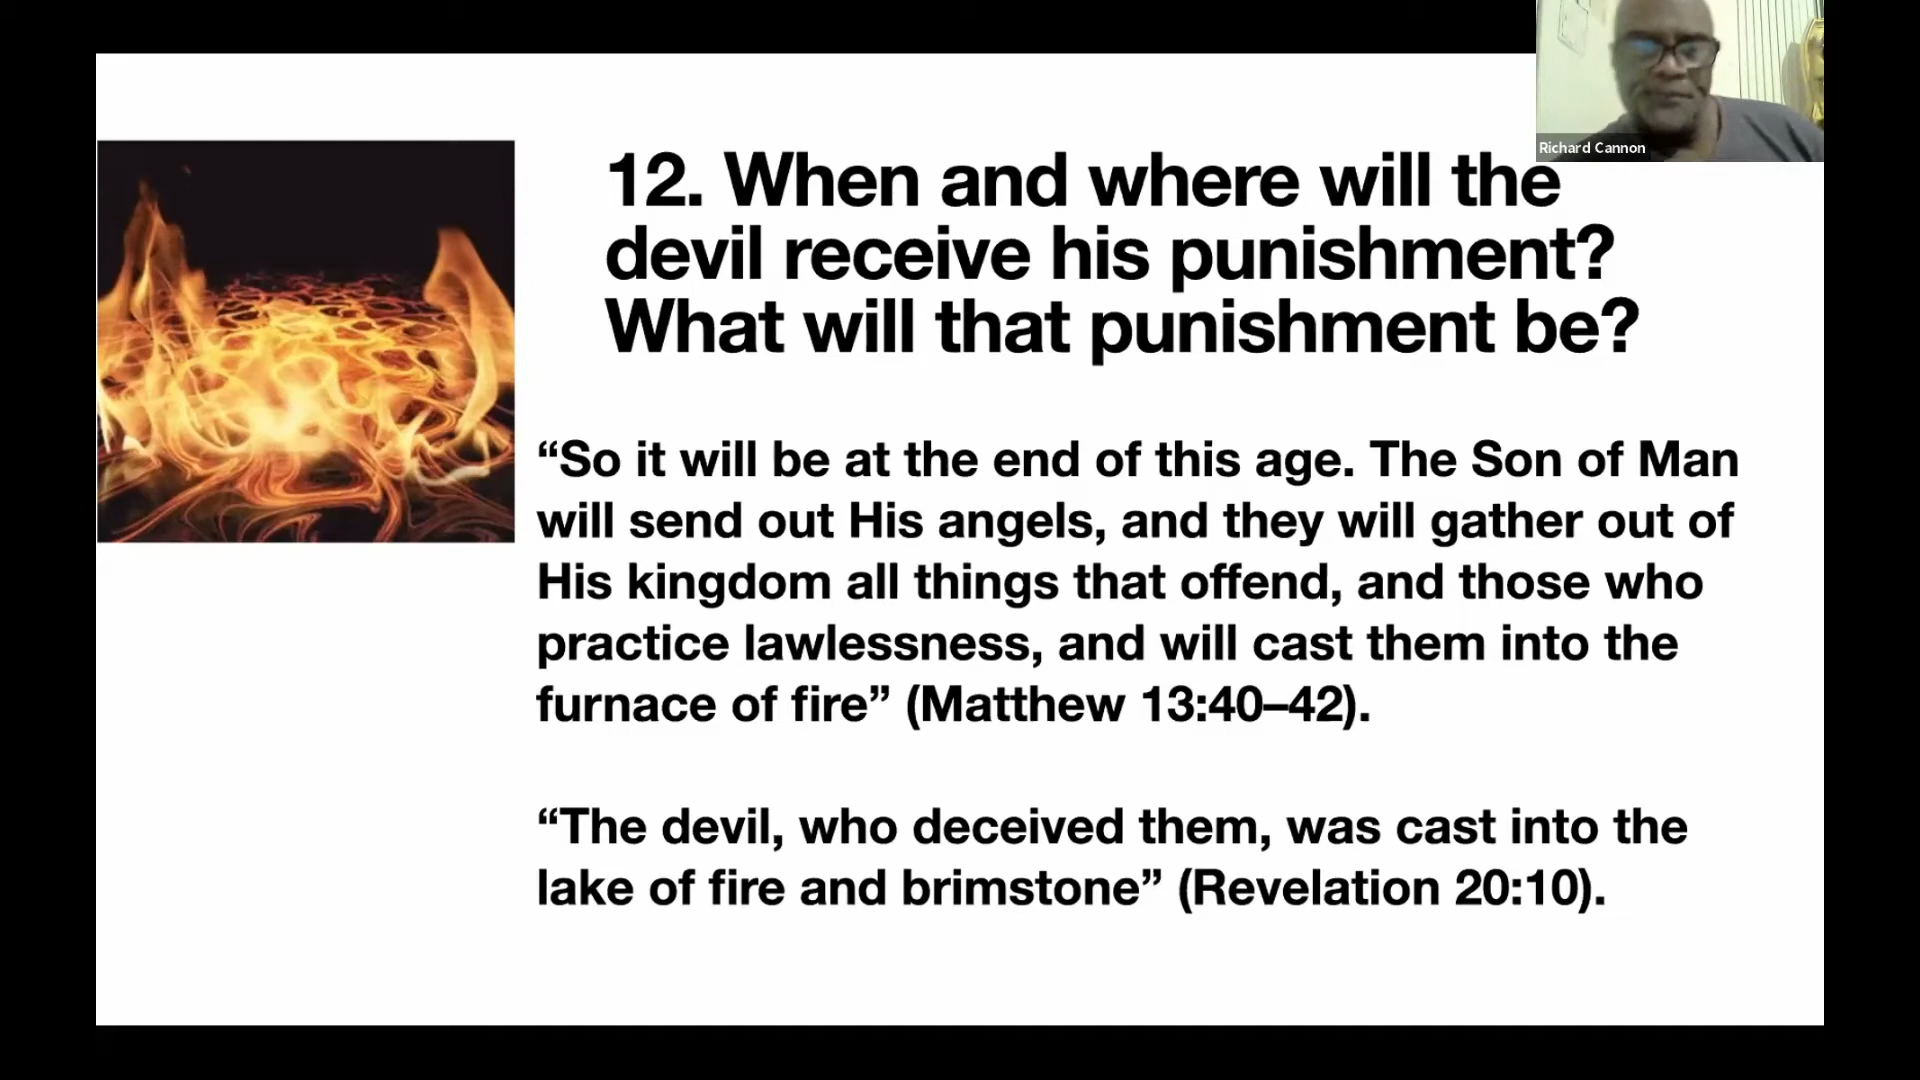 Richard Cannon
12. When and where will the
devil receive his punishment?
What will that punishment be?
“So it will be at the end of this age. The Son of Man
will send out His angels, and they will gather out of
His kingdom all things that offend, and those who
practice lawlessness, and will cast them into the
furnace of fire” (Matthew 13:40–42).
“The devil, who deceived them, was cast into the
lake of fire and brimstone” (Revelation 20:10).